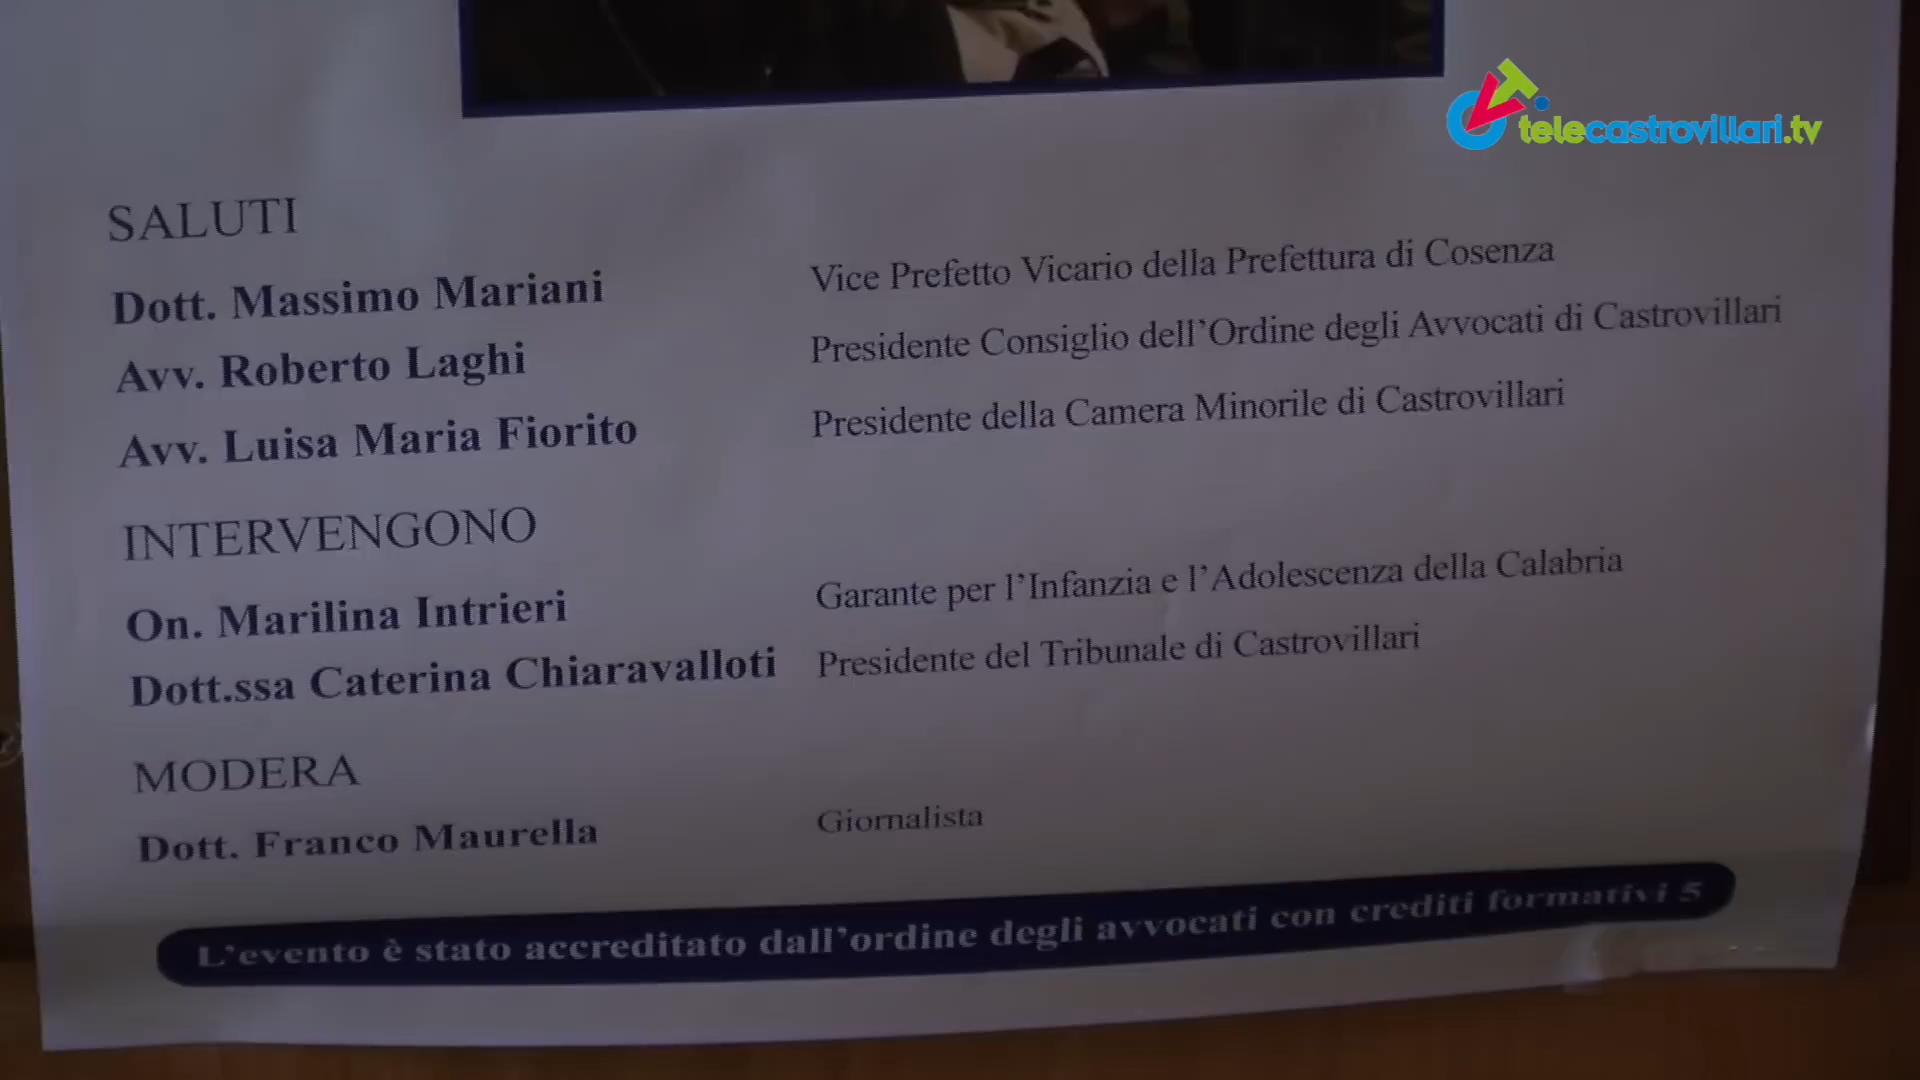 telecastrovillari.tv
SALUTI
Dott. Massimo Mariani Vice Prefetto Vicario della Prefettura di Cosenza
Avv. Roberto Laghi Presidente Consiglio dell'Ordine degli Avvocati di Castrovillari
Avv. Luisa Maria Fiorito Presidente della Camera Minorile di Castrovillari
INTERVENGONO
On. Marilina Intrieri Garante per l'Infanzia e l'Adolescenza della Calabria
Dott.ssa Caterina Chiaravalloti Presidente del Tribunale di Castrovillari
MODERA
Dott. Franco Maurella Giornalista
L'evento è stato accreditato dall'ordine degli avvocati con crediti formativi 5